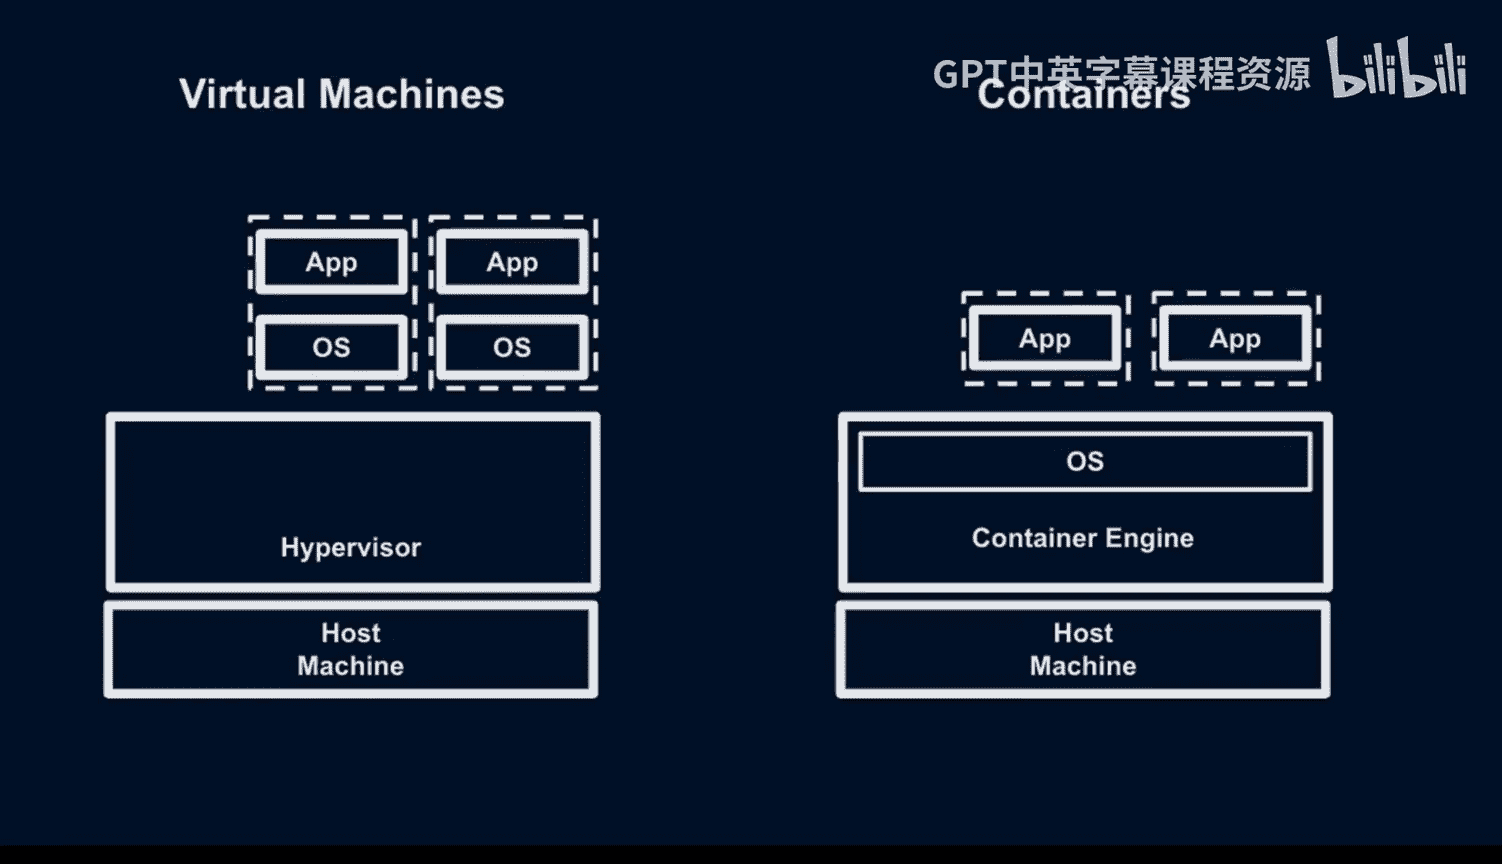 GPT中英字幕课程资源 bilibili
Virtual Machines
Containers
App
App
OS
OS
Hypervisor
Host
Machine
App
App
OS
Container Engine
Host
Machine